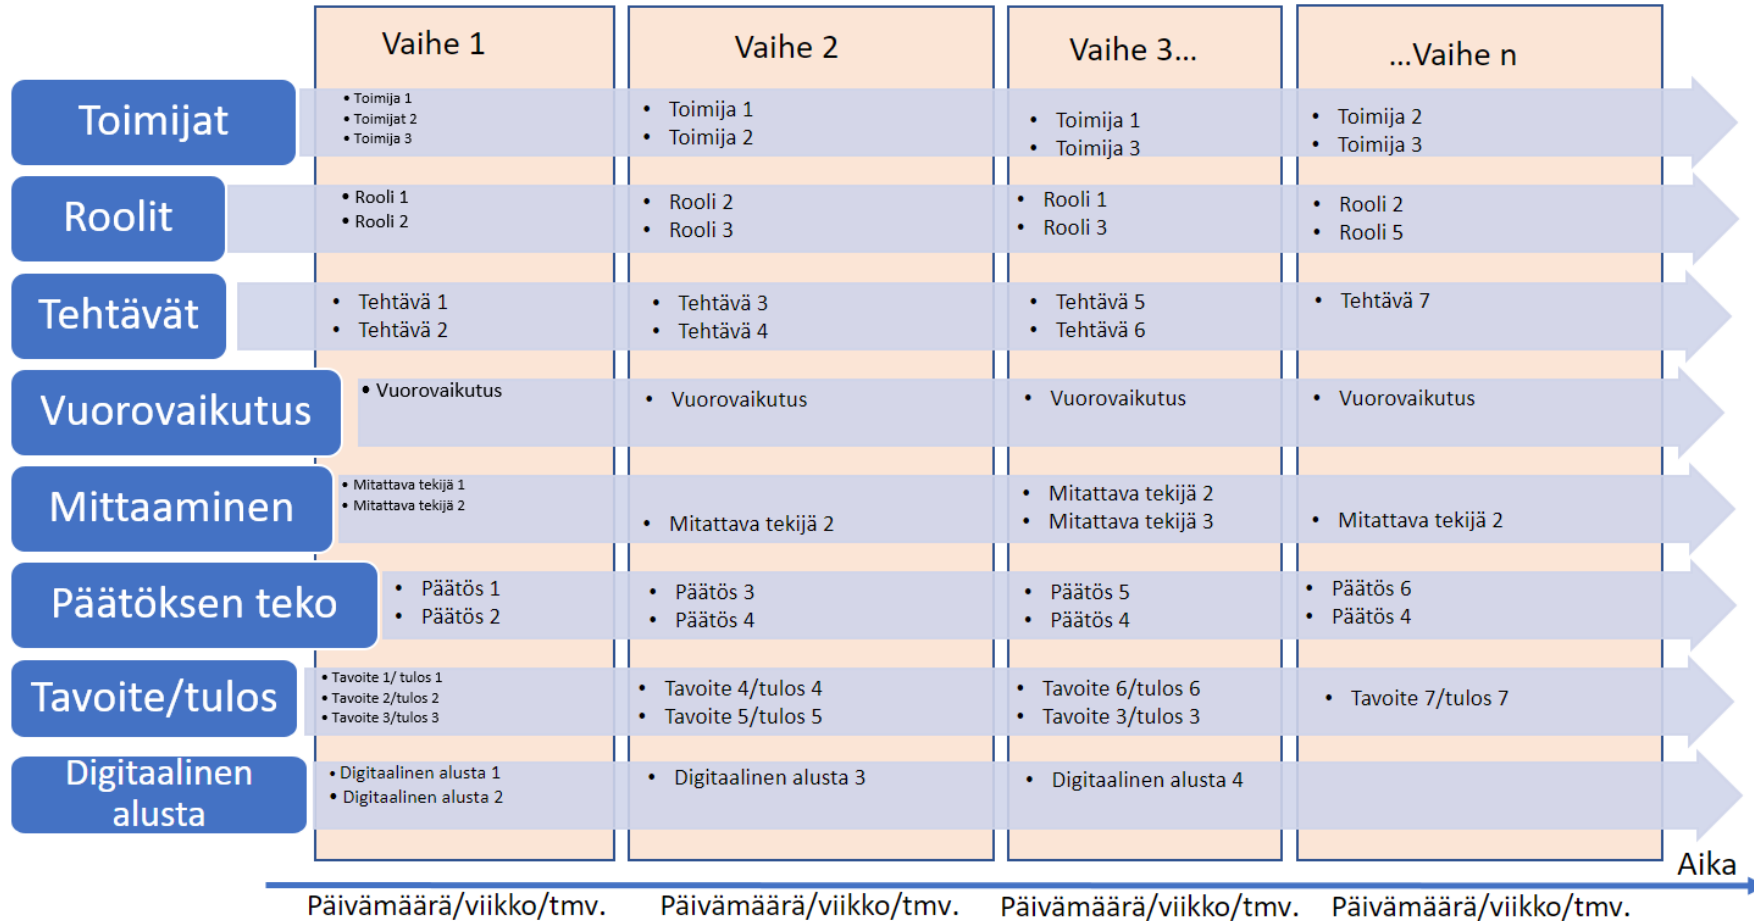 Vaihe 1
Vaihe 2
Vaihe 3...
...Vaihe n
Toimijat
• Toimija 1
• Toimijat 2
• Toimija 3
• Toimija 1
• Toimija 2
• Toimija 1
• Toimija 3
• Toimija 2
• Toimija 3
Roolit
• Rooli 1
• Rooli 2
• Rooli 2
• Rooli 3
• Rooli 1
• Rooli 3
• Rooli 2
• Rooli 5
Tehtävät
• Tehtävä 1
• Tehtävä 2
• Tehtävä 3
• Tehtävä 4
• Tehtävä 5
• Tehtävä 6
• Tehtävä 7
Vuorovaikutus
• Vuorovaikutus
• Vuorovaikutus
• Vuorovaikutus
• Vuorovaikutus
Mittaaminen
• Mitattava tekijä 1
• Mitattava tekijä 2
• Mitattava tekijä 2
• Mitattava tekijä 2
• Mitattava tekijä 3
• Mitattava tekijä 2
Päätöksen teko
• Päätös 1
• Päätös 2
• Päätös 3
• Päätös 4
• Päätös 5
• Päätös 4
• Päätös 6
• Päätös 4
Tavoite/tulos
• Tavoite 1/ tulos 1
• Tavoite 2/tulos 2
• Tavoite 3/tulos 3
• Tavoite 4/tulos 4
• Tavoite 5/tulos 5
• Tavoite 6/tulos 6
• Tavoite 3/tulos 3
• Tavoite 7/tulos 7
Digitaalinen
alusta
• Digitaalinen alusta 1
• Digitaalinen alusta 2
• Digitaalinen alusta 3
• Digitaalinen alusta 4
Aika
Päivämäärä/viikko/tmv.
Päivämäärä/viikko/tmv.
Päivämäärä/viikko/tmv.
Päivämäärä/viikko/tmv.